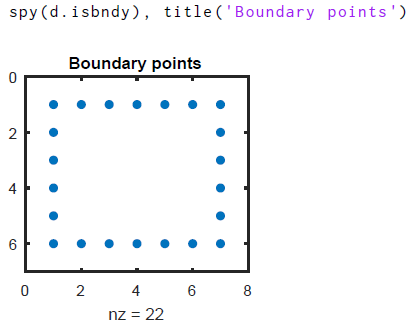 spy(d.isbndy), title('Boundary points')
Boundary points
0
2
4
6
0 2 4 6 8
nz = 22